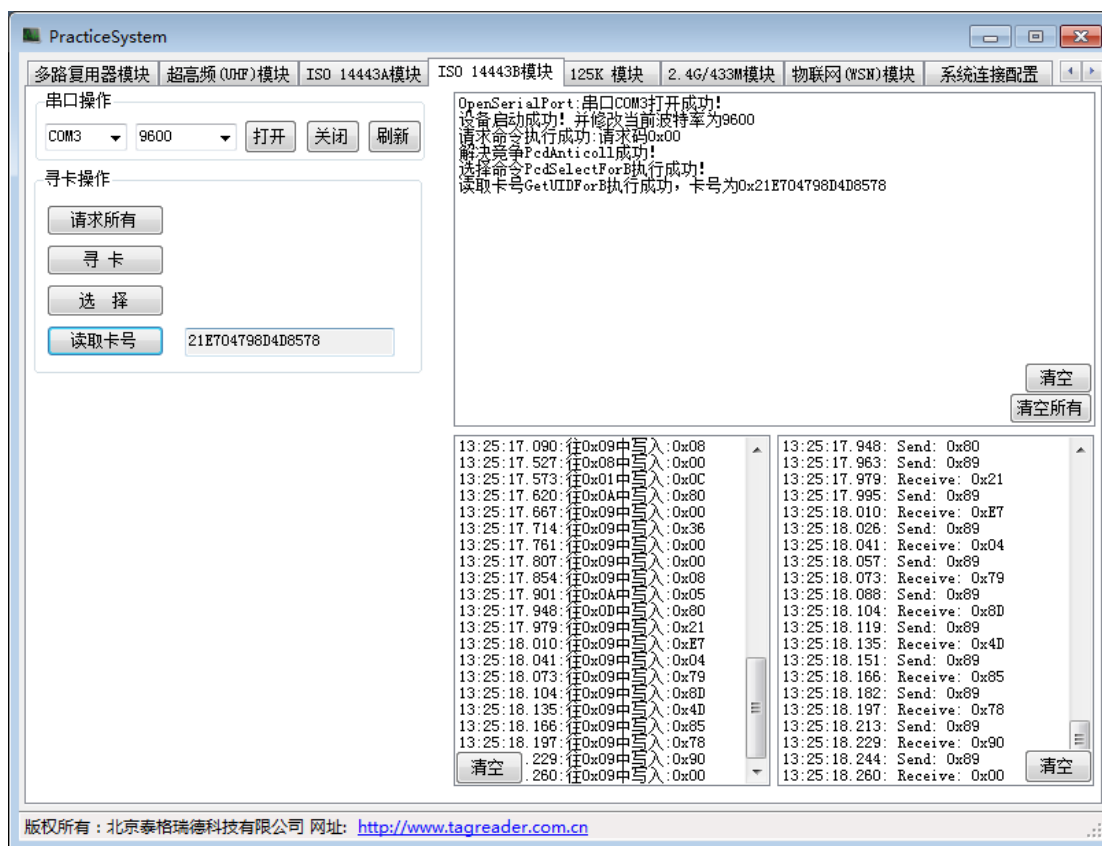 PracticeSystem
多路复用器模块 超高频(UHF)模块 ISO 14443A模块 ISO 14443B模块 125K 模块 2.4G/433M模块 物联网(WSN)模块 系统连接配置
串口操作
COM3 9600 打开 关闭 刷新
寻卡操作
请求所有
寻 卡
选 择
读取卡号 21E704798D4D8578
OpenSerialPort:串口COM3打开成功!
设备启动成功! 并修改当前波特率为9600
请求命令执行成功:请求码0x00
解决竞争PcdAnticoll成功!
选择命令PcdSelectForB执行成功!
读取卡号GetUIDForB执行成功, 卡号为0x21E704798D4D8578
清空
清空所有
13:25:17.090:往0x09中写入:0x08
13:25:17.527:往0x08中写入:0x00
13:25:17.573:往0x01中写入:0x0C
13:25:17.620:往0x0A中写入:0x80
13:25:17.667:往0x09中写入:0x00
13:25:17.714:往0x09中写入:0x36
13:25:17.761:往0x09中写入:0x00
13:25:17.807:往0x09中写入:0x00
13:25:17.854:往0x09中写入:0x08
13:25:17.901:往0x0A中写入:0x05
13:25:17.948:往0x0D中写入:0x80
13:25:17.979:往0x09中写入:0x21
13:25:18.010:往0x09中写入:0xE7
13:25:18.041:往0x09中写入:0x04
13:25:18.073:往0x09中写入:0x79
13:25:18.104:往0x09中写入:0x8D
13:25:18.135:往0x09中写入:0x4D
13:25:18.166:往0x09中写入:0x85
13:25:18.197:往0x09中写入:0x78
.229:往0x09中写入:0x90
.260:往0x09中写入:0x00
清空
13:25:17.948: Send: 0x80
13:25:17.963: Send: 0x89
13:25:17.979: Receive: 0x21
13:25:17.995: Send: 0x89
13:25:18.010: Receive: 0xE7
13:25:18.026: Send: 0x89
13:25:18.041: Receive: 0x04
13:25:18.057: Send: 0x89
13:25:18.073: Receive: 0x79
13:25:18.088: Send: 0x89
13:25:18.104: Receive: 0x8D
13:25:18.119: Send: 0x89
13:25:18.135: Receive: 0x4D
13:25:18.151: Send: 0x89
13:25:18.166: Receive: 0x85
13:25:18.182: Send: 0x89
13:25:18.197: Receive: 0x78
13:25:18.213: Send: 0x89
13:25:18.229: Receive: 0x90
13:25:18.244: Send: 0x89
13:25:18.260: Receive: 0x00
清空
版权所有：北京泰格瑞德科技有限公司 网址: http://www.tagreader.com.cn